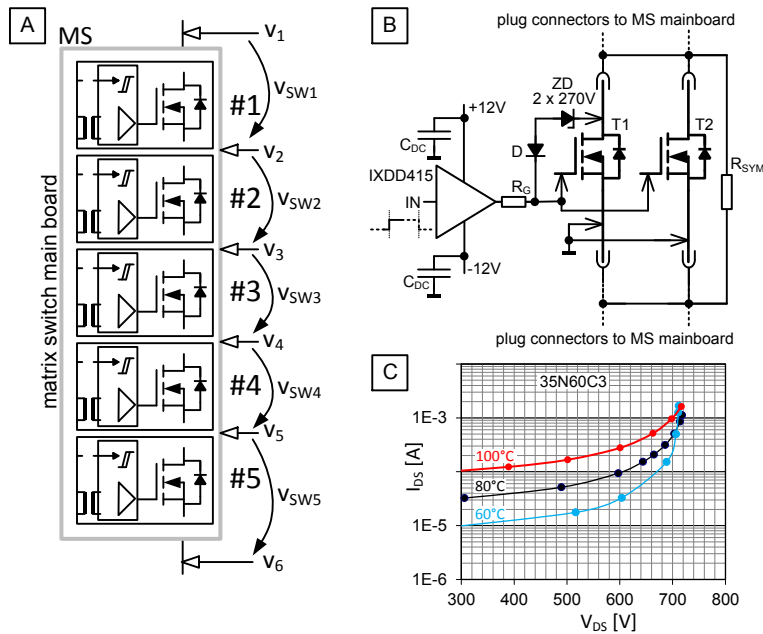 A
MS
matrix switch main board
v1
vSW1
#1
v2
#2
vSW2
v3
#3
vSW3
v4
#4
vSW4
v5
#5
vSW5
v6
B
plug connectors to MS mainboard
ZD
2 x 270V
+12V
CDC
T1
T2
D
IXDD415
RG
RSYM
IN
-12V
CDC
plug connectors to MS mainboard
C
35N60C3
1E-3
100°C
IDS [A]
1E-4
80°C
1E-5
60°C
1E-6
300 400 500 600 700 800
VDS [V]